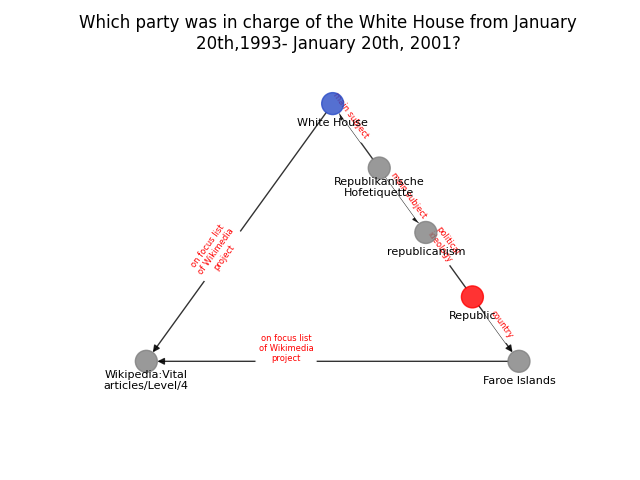 Which party was in charge of the White House from January
20th,1993- January 20th, 2001?
White House
main subject
Republikanische
Hofetiquette
main subject
republicanism
political
ideology
Republic
country
Faroe Islands
on focus list
of Wikimedia
project
on focus list
of Wikimedia
project
Wikipedia:Vital
articles/Level/4